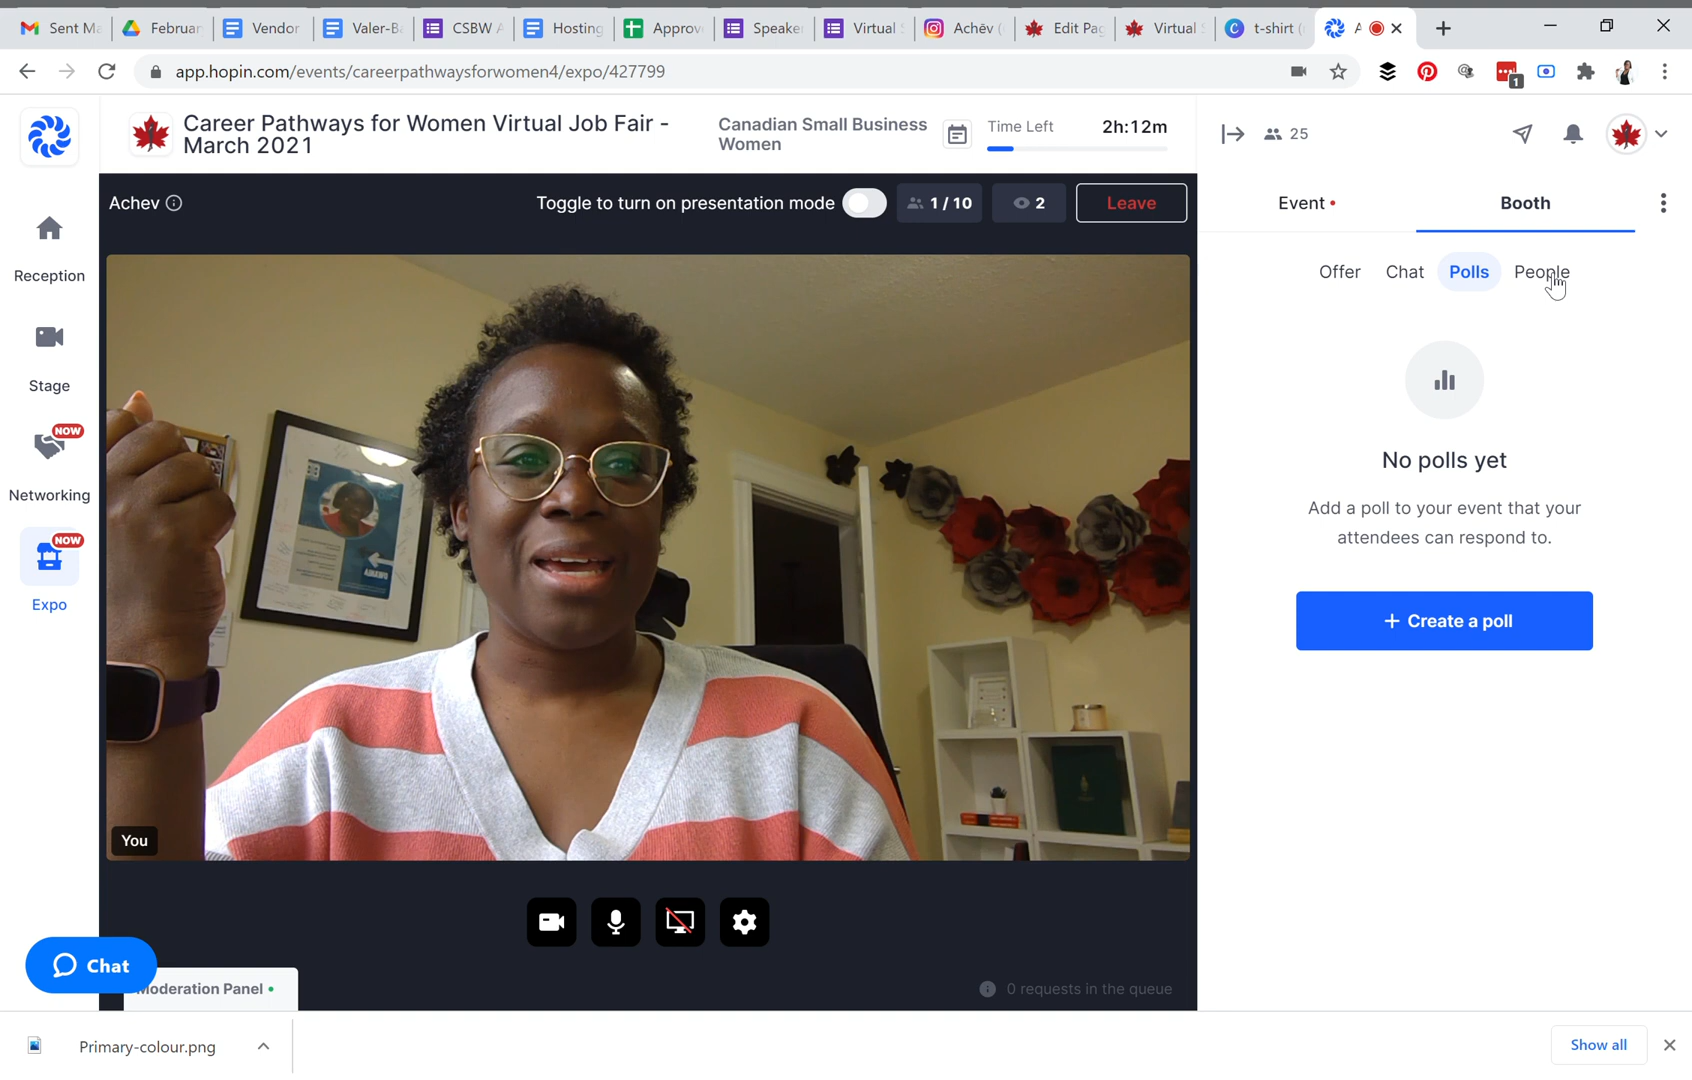 Sent Ma
Februar
Vendor
Valer-Ba
CSBW A
Hosting
Approv
Speaker
Virtual S
Achēv (
Edit Pag
Virtual S
t-shirt (
A
app.hopin.com/events/careerpathwaysforwomen4/expo/427799
1
Career Pathways for Women Virtual Job Fair -
March 2021
Canadian Small Business
Women
Time Left
2h:12m
25
Reception
Stage
NOW
Networking
NOW
Expo
Achev
Toggle to turn on presentation mode
1 / 10
2
Leave
You
Event
Booth
Offer
Chat
Polls
People
No polls yet
Add a poll to your event that your
attendees can respond to.
+ Create a poll
Chat
Moderation Panel
0 requests in the queue
Primary-colour.png
Show all